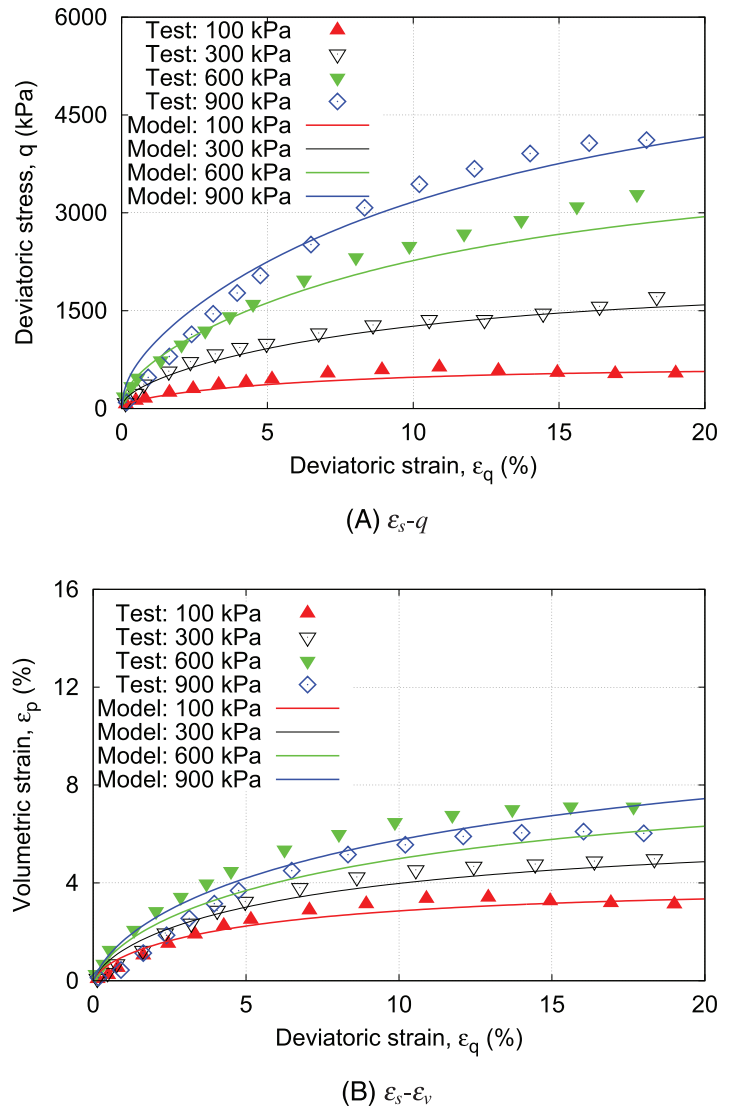 6000
4500
3000
1500
0
Deviatoric stress, q (kPa)
Test: 100 kPa
Test: 300 kPa
Test: 600 kPa
Test: 900 kPa
Model: 100 kPa
Model: 300 kPa
Model: 600 kPa
Model: 900 kPa
0 5 10 15 20
Deviatoric strain, εq (%)
(A) εs-q
16
12
8
4
0
Volumetric strain, εp (%)
Test: 100 kPa
Test: 300 kPa
Test: 600 kPa
Test: 900 kPa
Model: 100 kPa
Model: 300 kPa
Model: 600 kPa
Model: 900 kPa
0 5 10 15 20
Deviatoric strain, εq (%)
(B) εs-εv